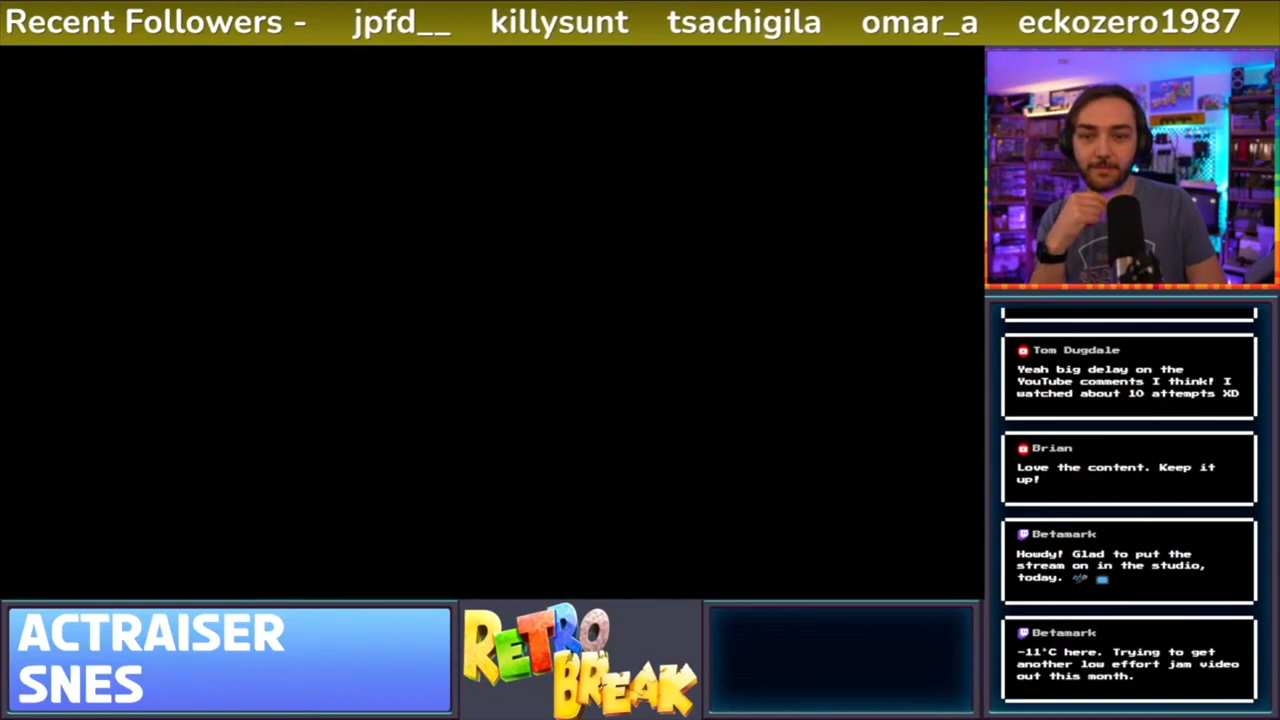 Recent Followers - jpfd__ killysunt tsachigila omar_a eckozero1987
Tom Dugdale
Yeah big delay on the
YouTube comments I think! I
watched about 10 attempts XD
Brian
Love the content. Keep it
up!
Betamark
Howdy! Glad to put the
stream on in the studio,
today.
Betamark
-11°C here. Trying to get
another low effort jam video
out this month.
ACTRAISER
SNES
RETRO
BREAK